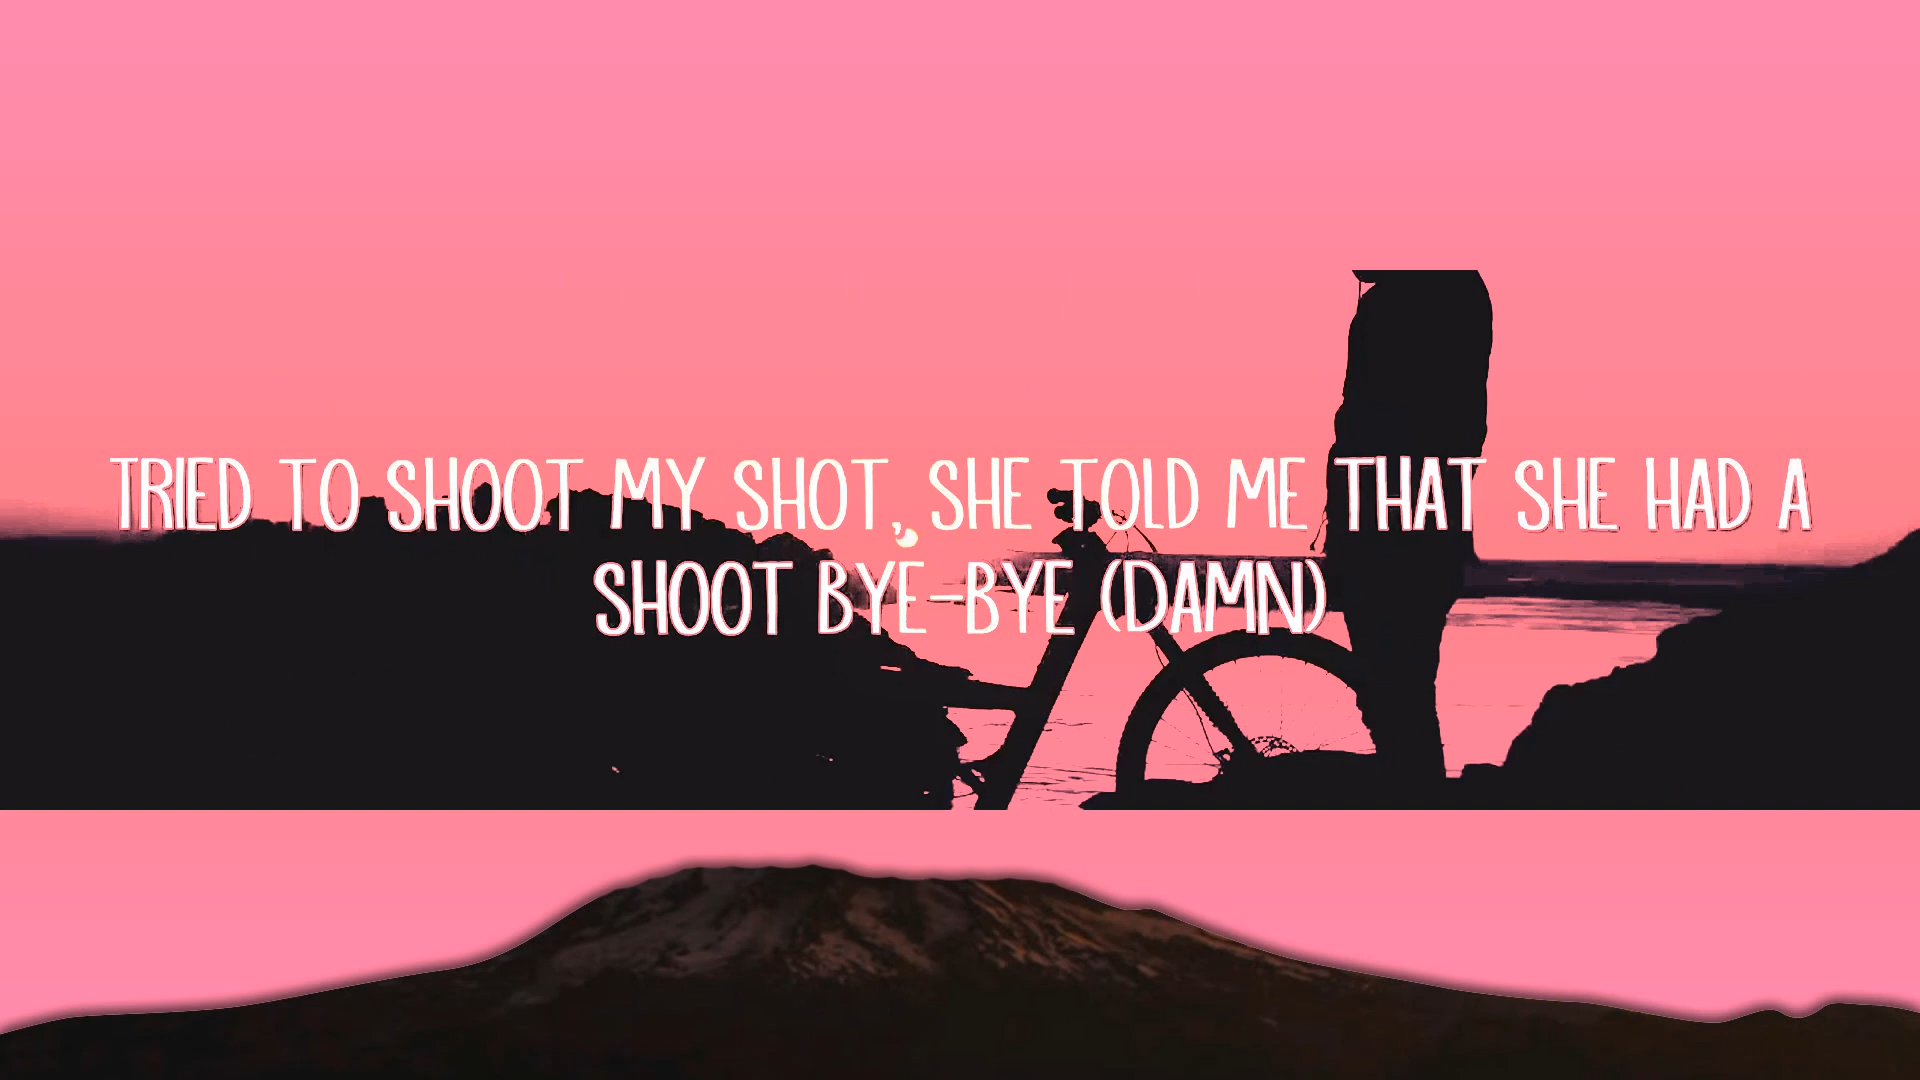 TRIED TO SHOOT MY SHOT, SHE TOLD ME THAT SHE HAD A
SHOOT BYE-BYE (DAMN)